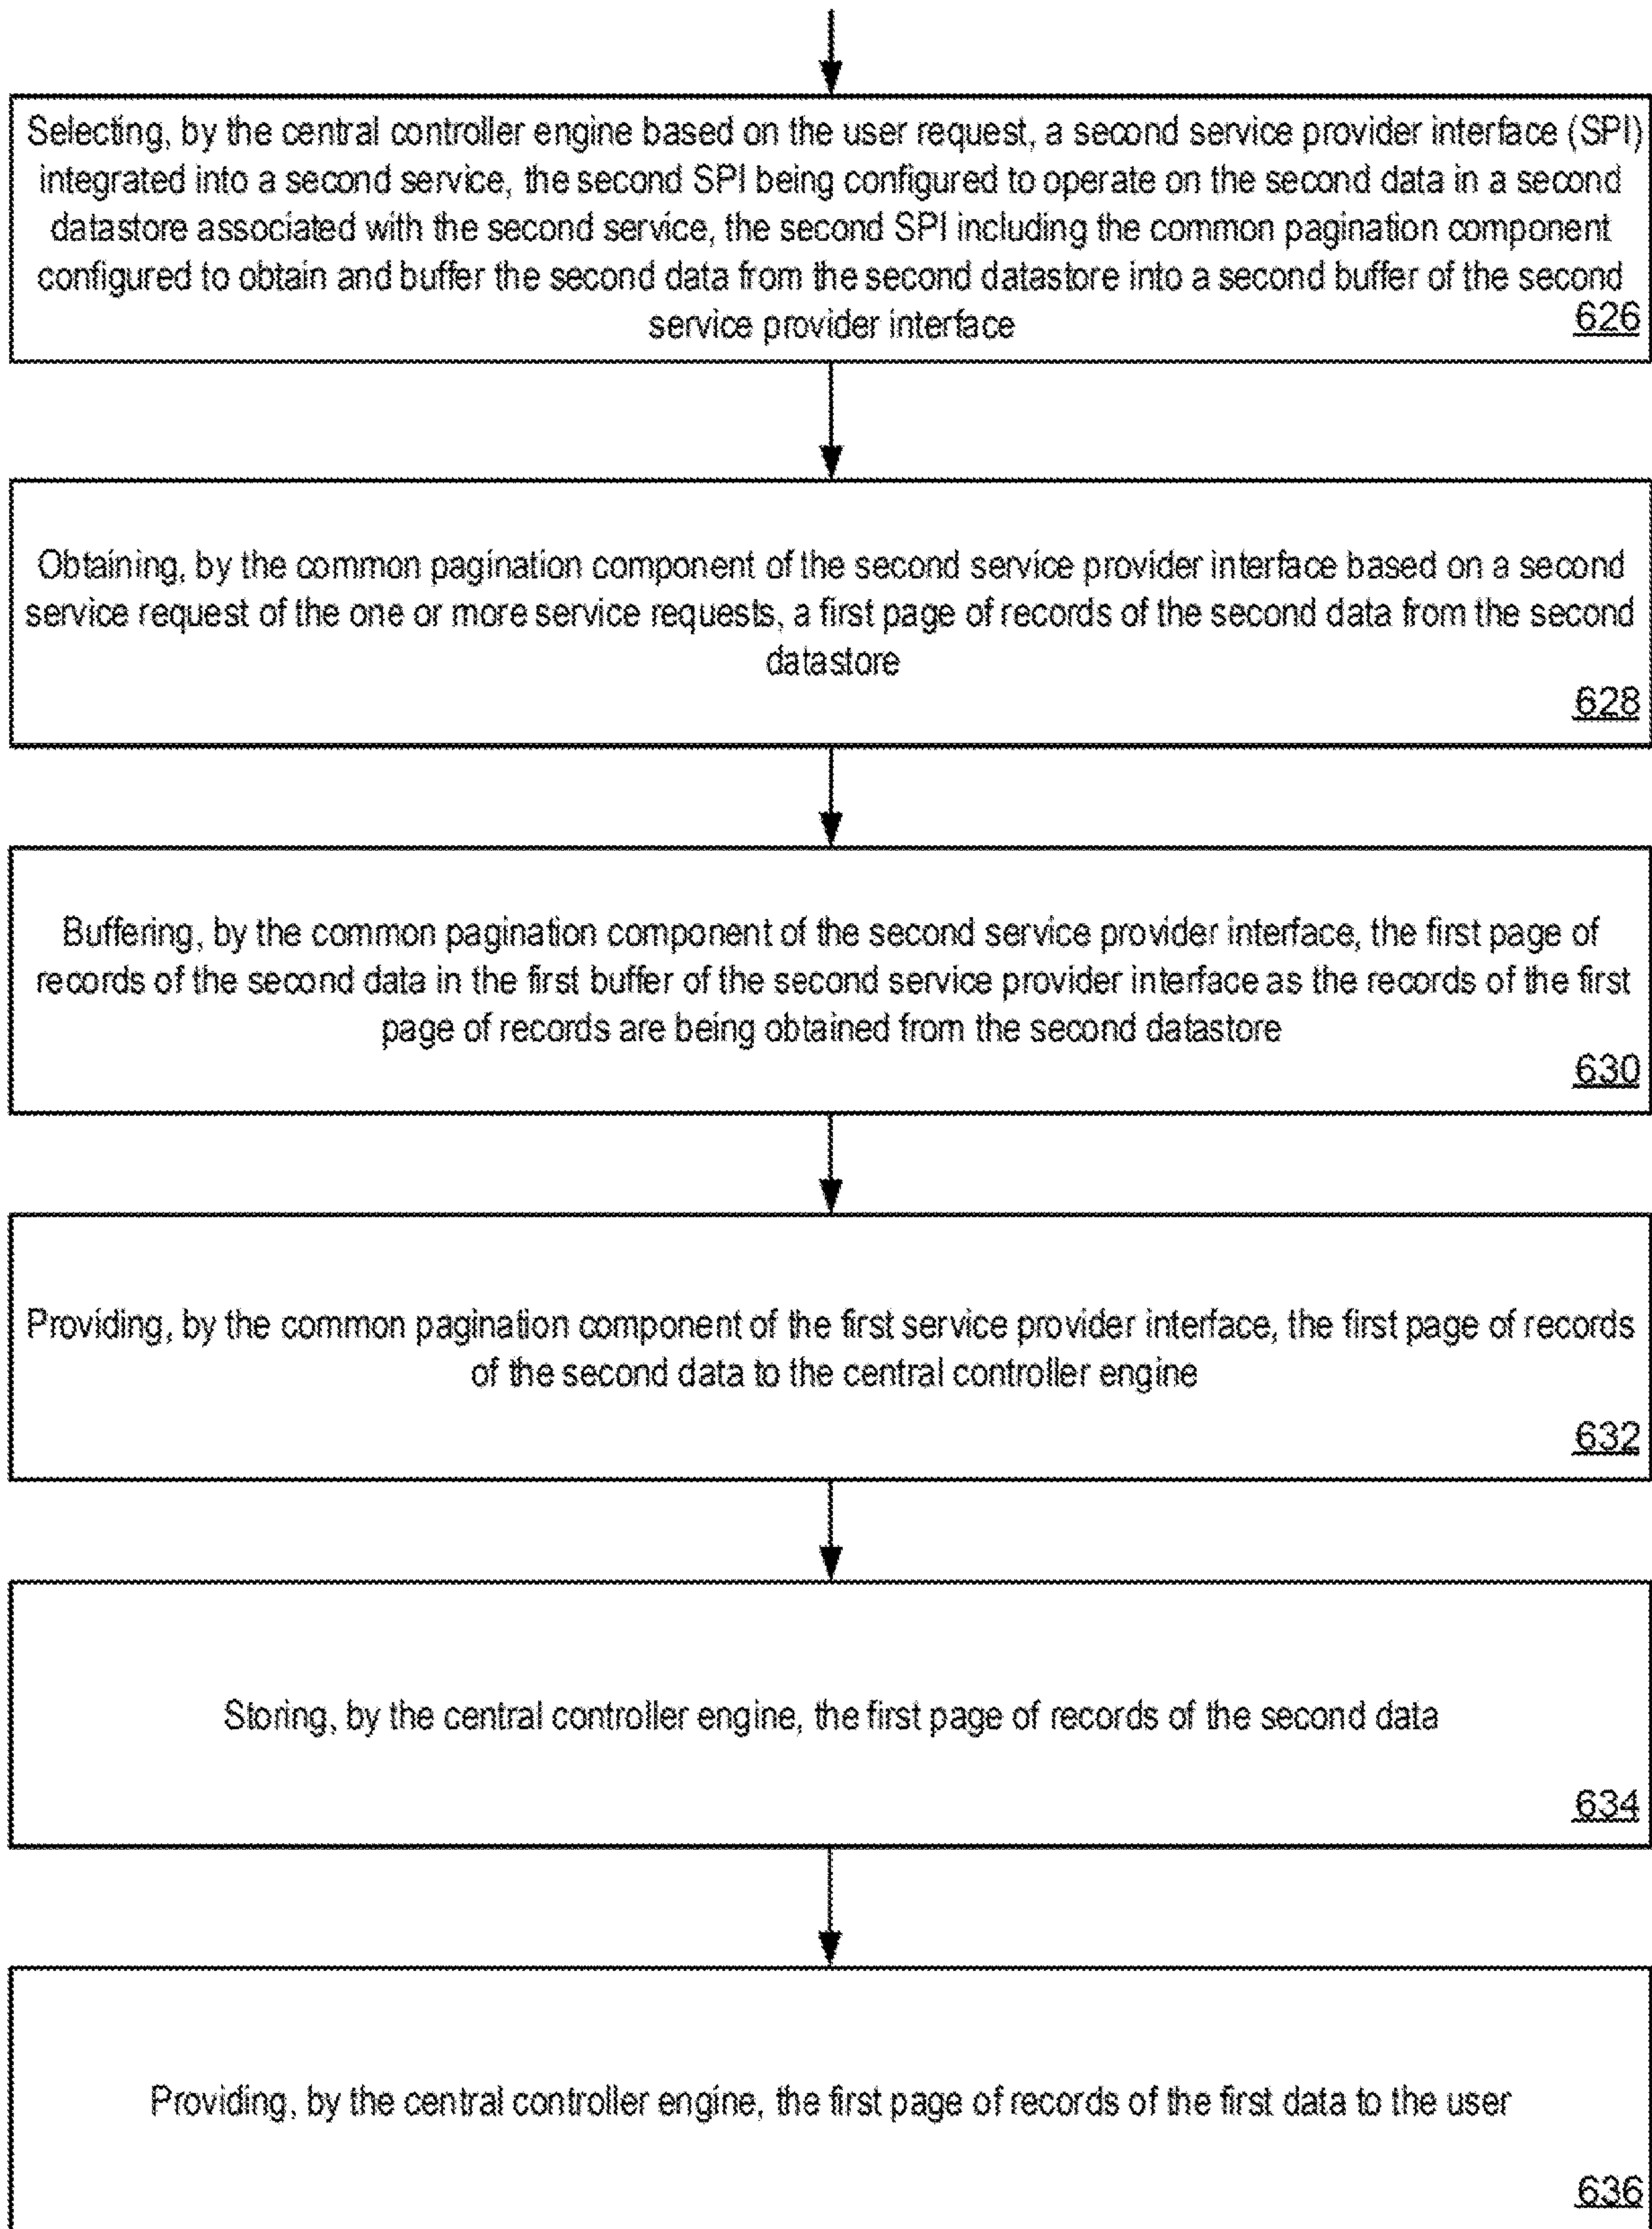 Selecting, by the central controller engine based on the user request, a second service provider interface (SPI)
integrated into a second service, the second SPI being configured to operate on the second data in a second
datastore associated with the second service, the second SPI including the common pagination component
configured to obtain and buffer the second data from the second datastore into a second buffer of the second
service provider interface
626
Obtaining, by the common pagination component of the second service provider interface based on a second
service request of the one or more service requests, a first page of records of the second data from the second
datastore
628
Buffering, by the common pagination component of the second service provider interface, the first page of
records of the second data in the first buffer of the second service provider interface as the records of the first
page of records are being obtained from the second datastore
630
Providing, by the common pagination component of the first service provider interface, the first page of records
of the second data to the central controller engine
632
Storing, by the central controller engine, the first page of records of the second data
634
Providing, by the central controller engine, the first page of records of the first data to the user
636